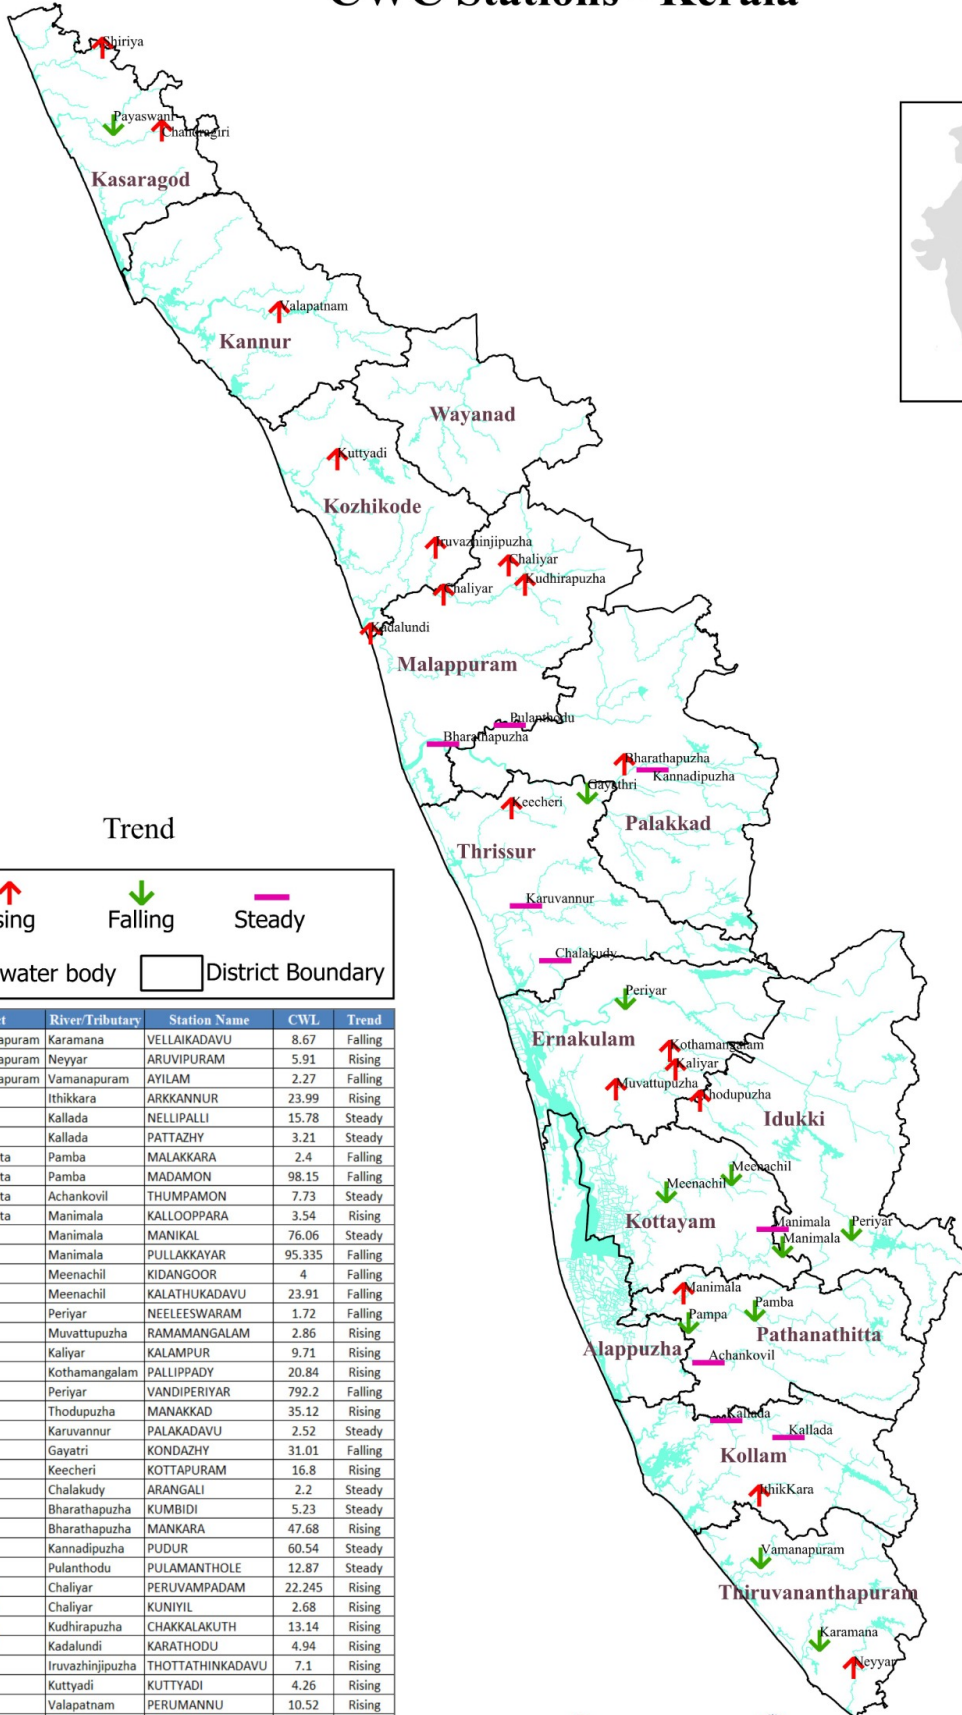 CWC Stations - Kerala
Shiriya
Payaswani
Chandragiri
Kasaragod
Valapatnam
Kannur
Wayanad
Kuttyadi
Kozhikode
Iruvazhinjipuzha
Chaliyar
Kudhirapuzha
Chaliyar
Kadalundi
Malappuram
Pulanthodu
Bharathapuzha
Bharathapuzha
Kannadipuzha
Gayathri
Keecheri
Palakkad
Thrissur
Karuvannur
Chalakudy
Periyar
Ernakulam
Kothamangalam
Kaliyar
Muvattupuzha
Thodupuzha
Idukki
Meenachil
Meenachil
Kottayam
Manimala
Periyar
Manimala
Manimala
Pamba
Pampa
Pathanathitta
Alappuzha
Achankovil
Kallada
Kallada
Kollam
IthikKara
Vamanapuram
Thiruvananthapuram
Karamana
Neyyar
Trend
sing Falling Steady
water body District Boundary
ct River/Tributary Station Name CWL Trend
apuram Karamana VELLAIKADAVU 8.67 Falling
apuram Neyyar ARUVIPURAM 5.91 Rising
apuram Vamanapuram AYILAM 2.27 Falling
Ithikkara ARKKANNUR 23.99 Rising
Kallada NELLIPALLI 15.78 Steady
Kallada PATTAZHY 3.21 Steady
ta Pamba MALAKKARA 2.4 Falling
ta Pamba MADAMON 98.15 Falling
ta Achankovil THUMPAMON 7.73 Steady
ta Manimala KALLOOPPARA 3.54 Rising
Manimala MANIKAL 76.06 Steady
Manimala PULLAKKAYAR 95.335 Falling
Meenachil KIDANGOOR 4 Falling
Meenachil KALATHUKADAVU 23.91 Falling
Periyar NEELEESWARAM 1.72 Falling
Muvattupuzha RAMAMANGALAM 2.86 Rising
Kaliyar KALAMPUR 9.71 Rising
Kothamangalam PALLIPPADY 20.84 Rising
Periyar VANDIPERIYAR 792.2 Falling
Thodupuzha MANAKKAD 35.12 Rising
Karuvannur PALAKADAVU 2.52 Steady
Gayatri KONDAZHY 31.01 Falling
Keecheri KOTTAPURAM 16.8 Rising
Chalakudy ARANGALI 2.2 Steady
Bharathapuzha KUMBIDI 5.23 Steady
Bharathapuzha MANKARA 47.68 Rising
Kannadipuzha PUDUR 60.54 Steady
Pulanthodu PULAMANTHOLE 12.87 Steady
Chaliyar PERUVAMPADAM 22.245 Rising
Chaliyar KUNIYIL 2.68 Rising
Kudhirapuzha CHAKKALAKUTH 13.14 Rising
Kadalundi KARATHODU 4.94 Rising
Iruvazhinjipuzha THOTTATHINKADAVU 7.1 Rising
Kuttyadi KUTTYADI 4.26 Rising
Valapatnam PERUMANNU 10.52 Rising